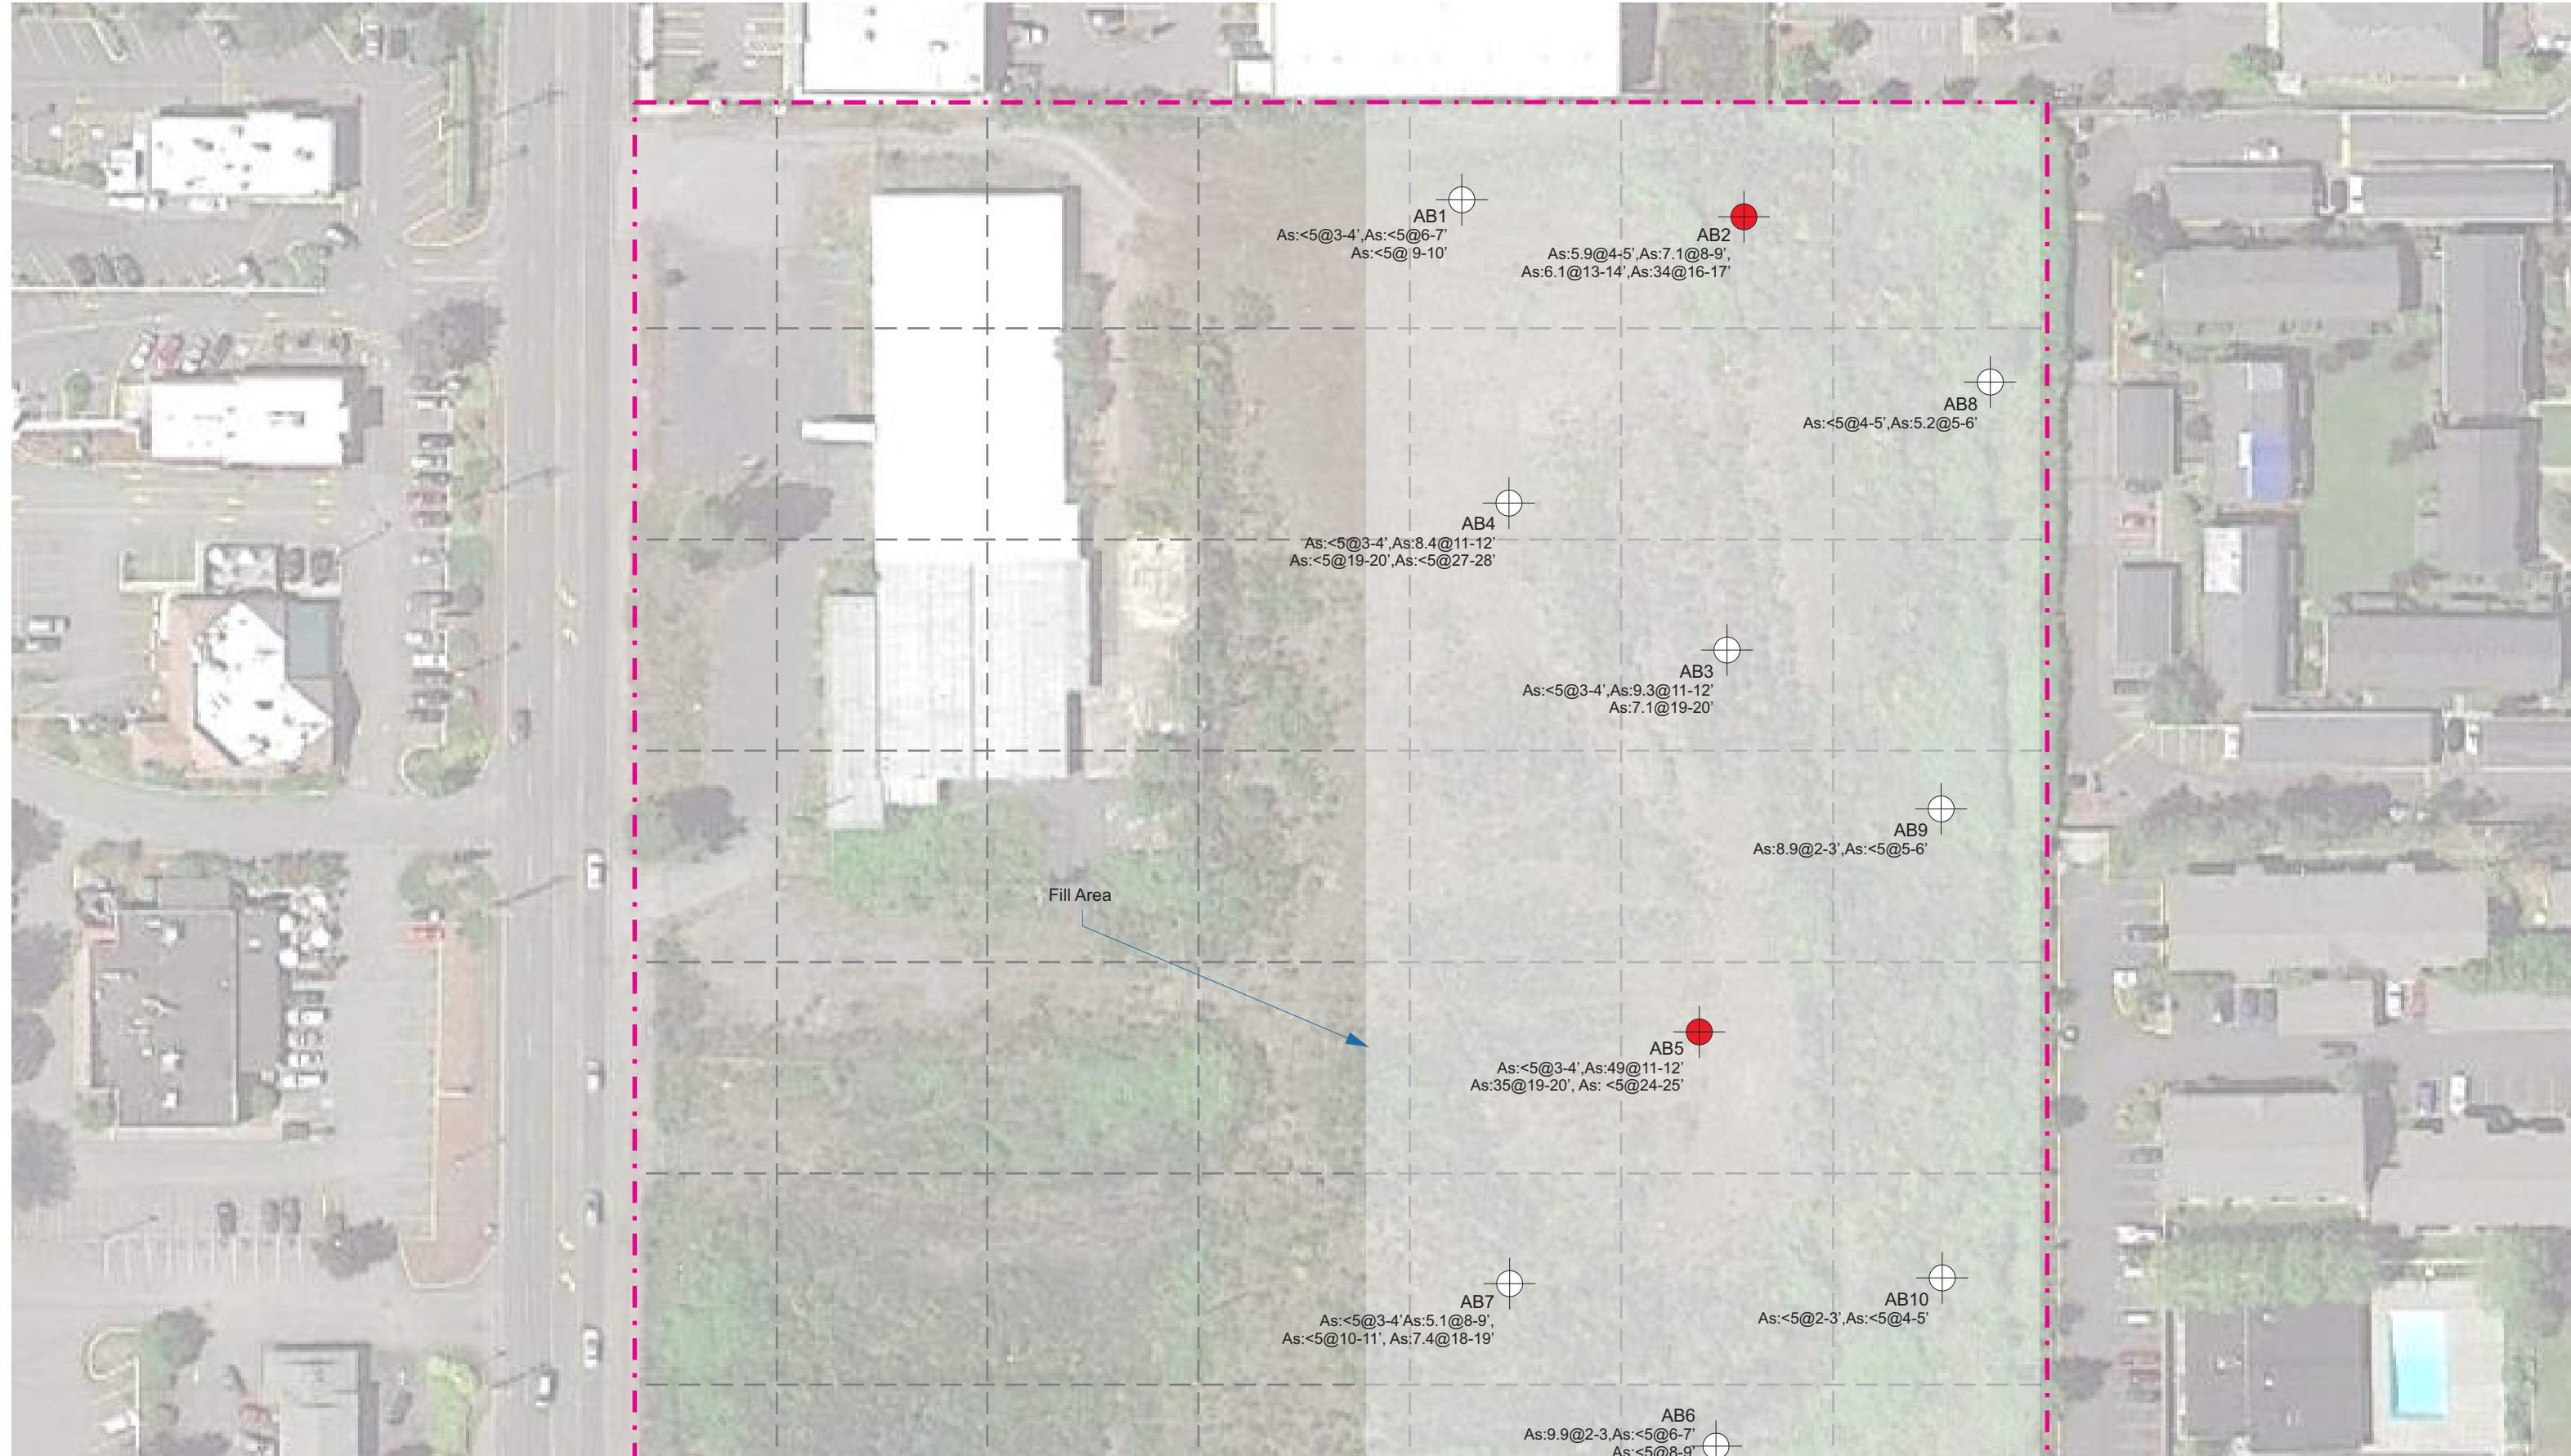 AB1
As:<5@3-4’,As:<5@6-7’
As:<5@ 9-10’
AB2
As:5.9@4-5’,As:7.1@8-9’,
As:6.1@13-14’,As:34@16-17’
AB8
As:<5@4-5’,As:5.2@5-6’
AB4
As:<5@3-4’,As:8.4@11-12’
As:<5@19-20’,As:<5@27-28’
AB3
As:<5@3-4’,As:9.3@11-12’
As:7.1@19-20’
AB9
As:8.9@2-3’,As:<5@5-6’
Fill Area
AB5
As:<5@3-4’,As:49@11-12’
As:35@19-20’, As: <5@24-25’
AB7
As:<5@3-4’As:5.1@8-9’,
As:<5@10-11’, As:7.4@18-19’
AB10
As:<5@2-3’,As:<5@4-5’
AB6
As:9.9@2-3,As:<5@6-7’
As:<5@8-9’